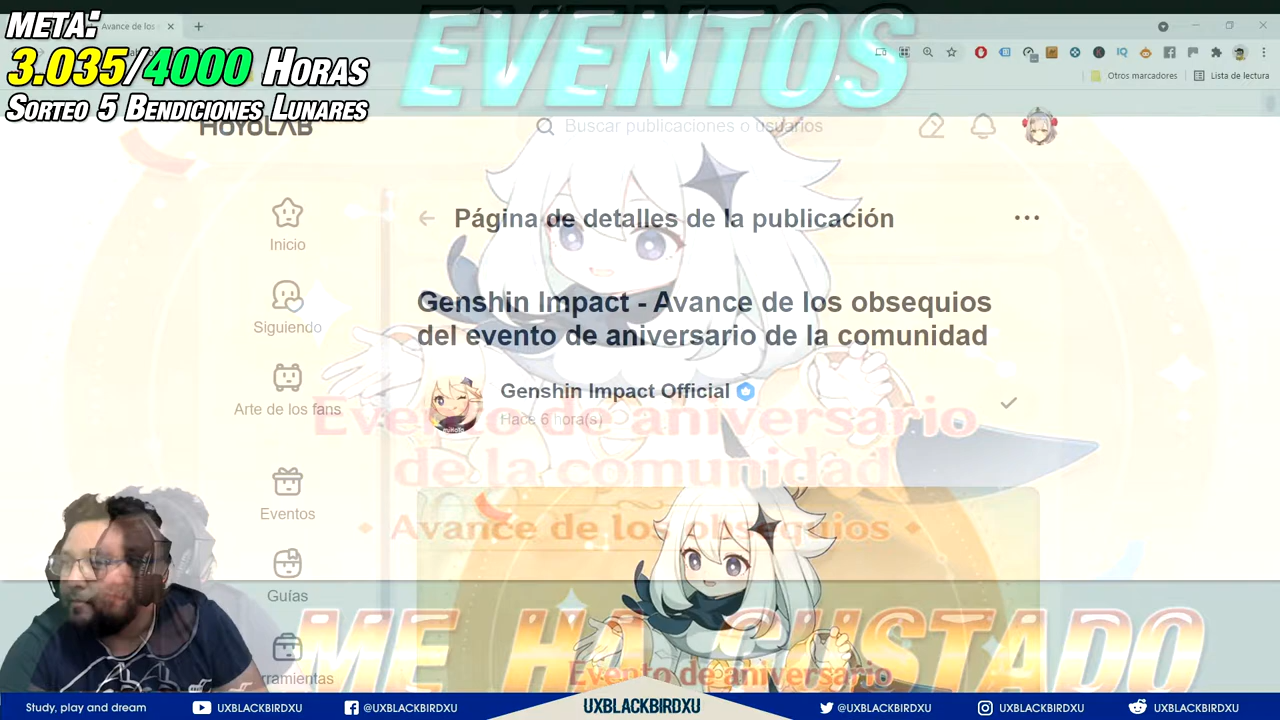 META:
3.035/4000 HORAS
SORTEO 5 BENDICIONES LUNARES
EVENTOS
Avance de los
Otros marcadores
Lista de lectura
HOYOLAB
Buscar publicaciones o usuarios
Página de detalles de la publicación
Inicio
Siguiendo
Arte de los fans
Eventos
Guías
rramientas
Genshin Impact - Avance de los obsequios
del evento de aniversario de la comunidad
Genshin Impact Official
Hace 6 hora(s)
Evento de aniversario
de la comunidad
Avance de los obsequios
Evento de aniversario
ME HA GUSTADO
Study, play and dream
UXBLACKBIRDXU
@UXBLACKBIRDXU
UXBLACKBIRDXU
@UXBLACKBIRDXU
UXBLACKBIRDXU
UXBLACKBIRDXU